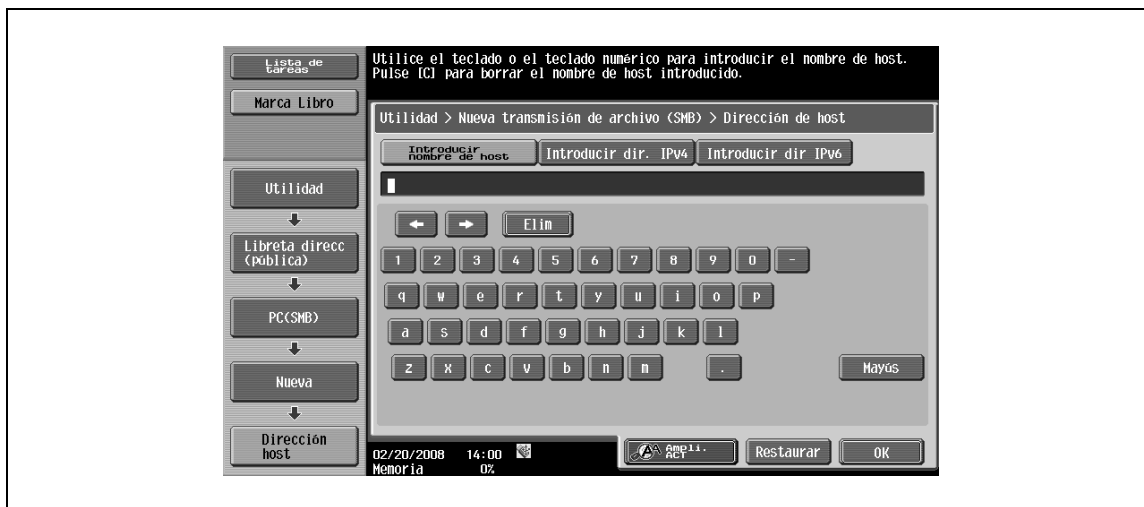 Lista de
tareas
Marca Libro
Utilidad
Libreta direcc
(pública)
PC(SMB)
Nueva
Dirección
host
Utilice el teclado o el teclado numérico para introducir el nombre de host.
Pulse [C] para borrar el nombre de host introducido.
Utilidad > Nueva transmisión de archivo (SMB) > Dirección de host
Introducir
nombre de host
Introducir dir. IPv4
Introducir dir IPv6
Elim
1 2 3 4 5 6 7 8 9 0 -
q w e r t y u i o p
a s d f g h j k l
z x c v b n m .
Mayús
02/20/2008 14:00
Memoria 0%
Ampli.
ACT
Restaurar
OK